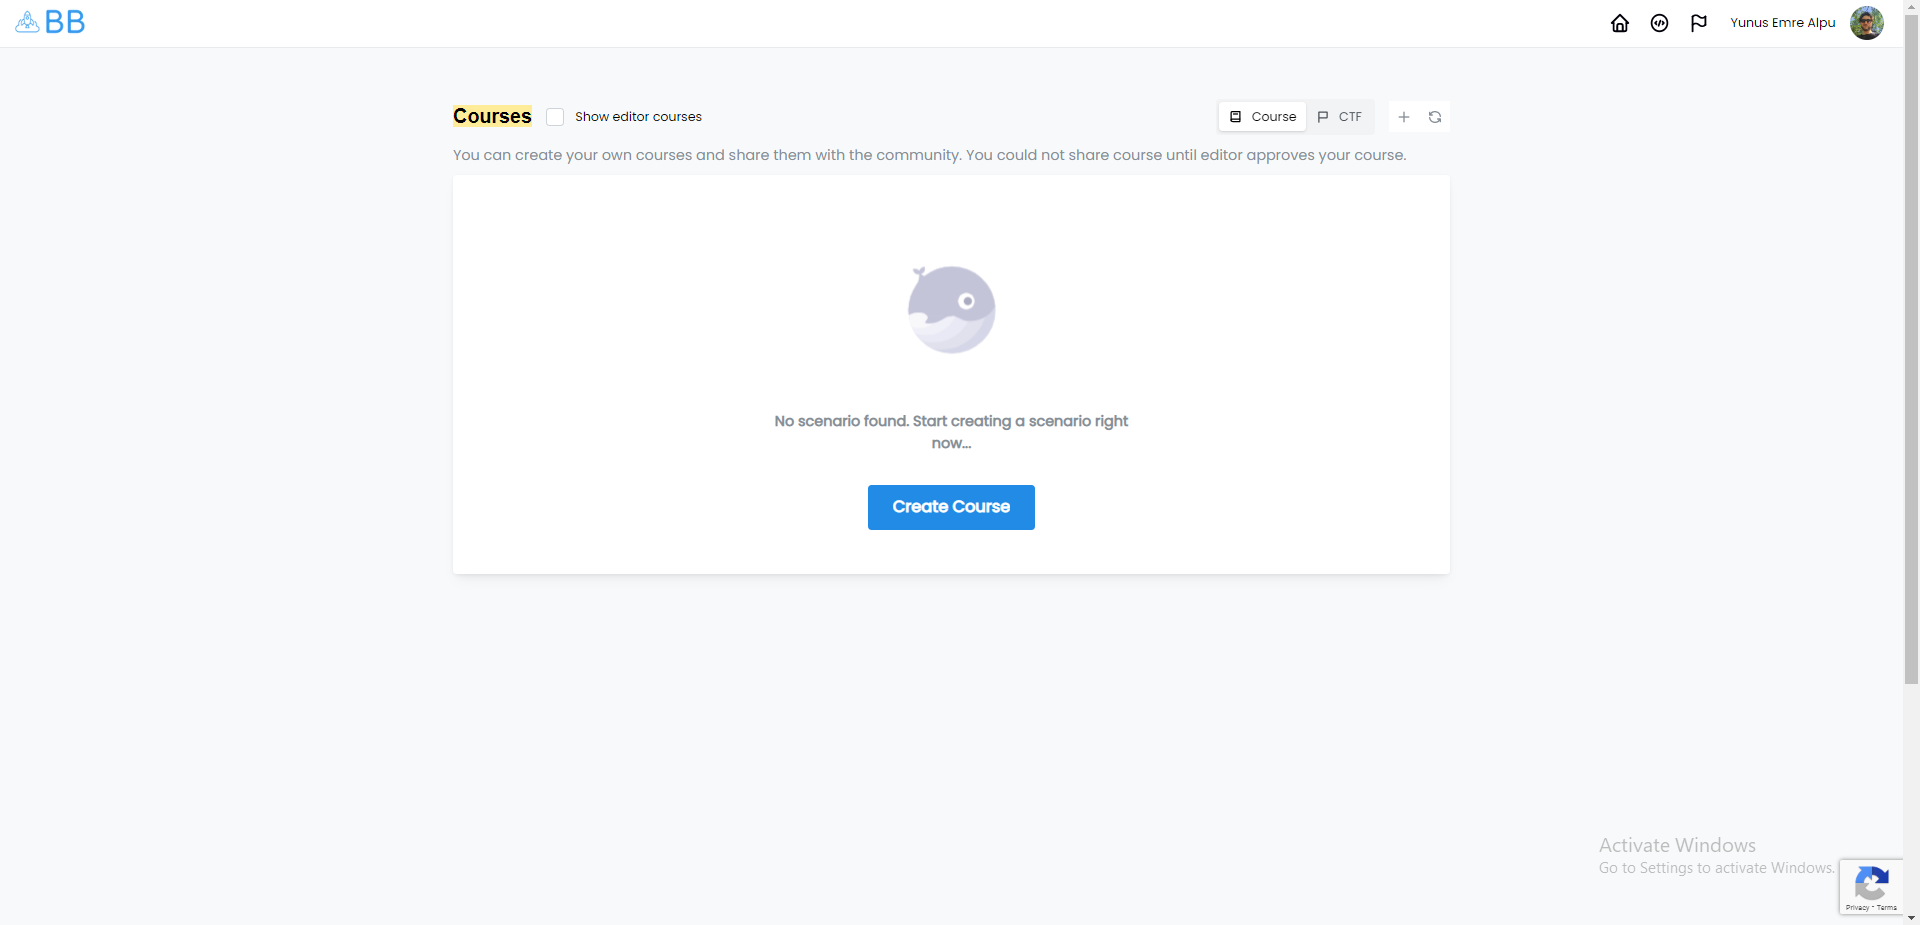 BB
Yunus Emre Alpu
Courses
Show editor courses
Course
CTF
You can create your own courses and share them with the community. You could not share course until editor approves your course.
No scenario found. Start creating a scenario right
now...
Create Course
Activate Windows
Go to Settings to activate Windows.
Privacy - Terms